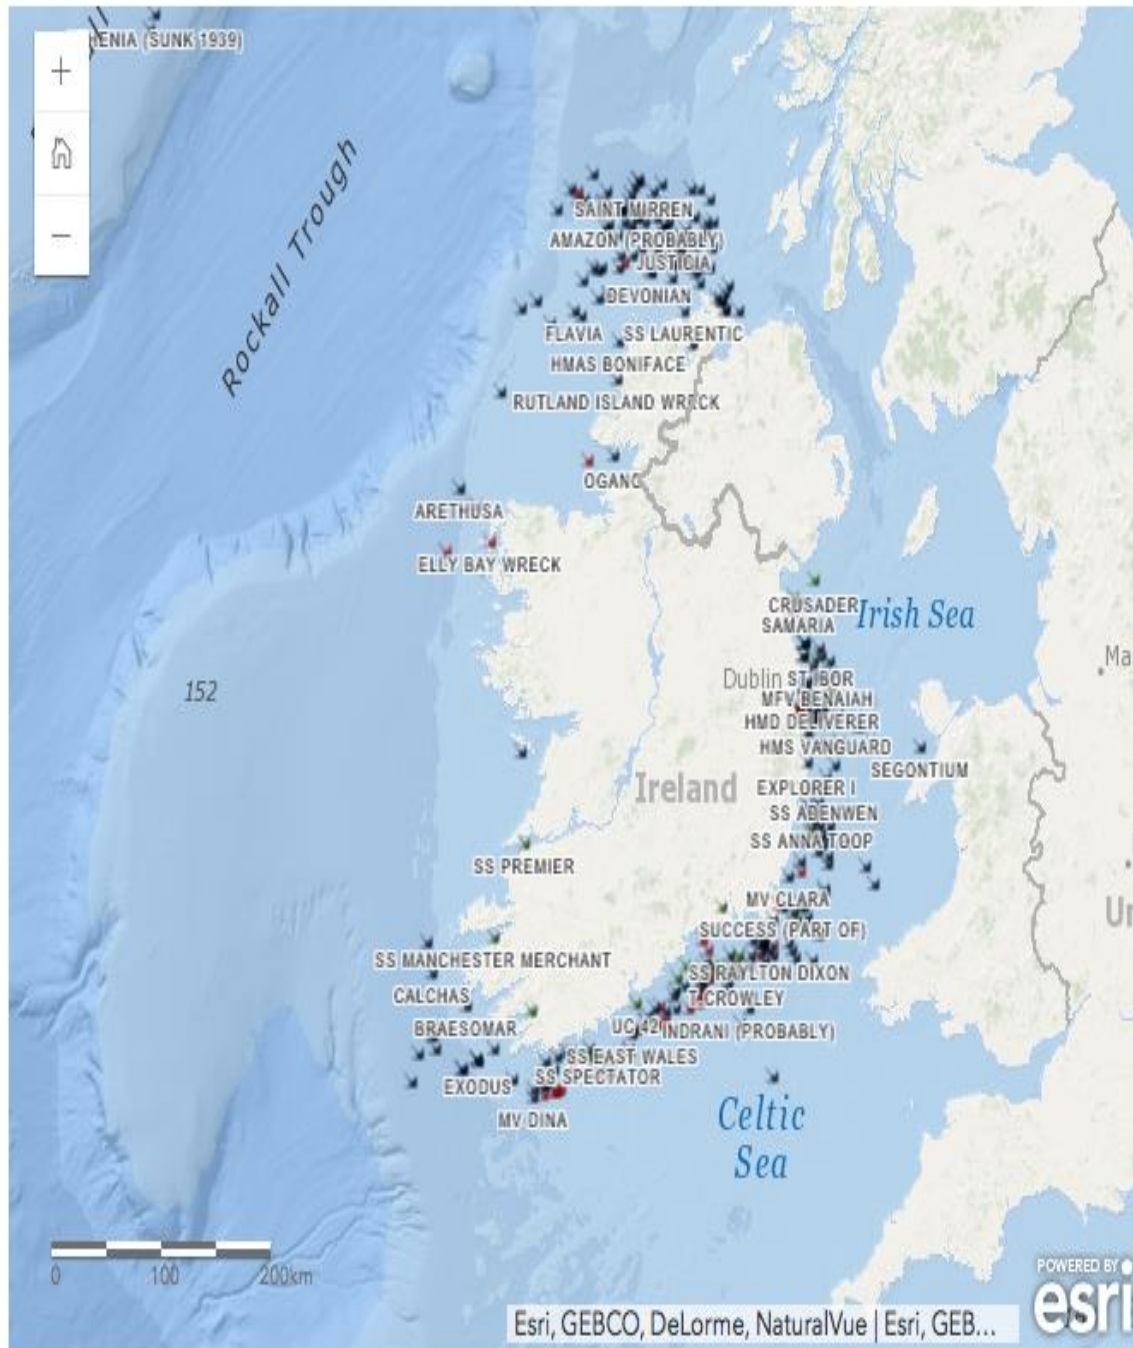 HENIA (SUNK 1939)
+
−
Rockall Trough
SAINT MIRREN
AMAZON (PROBABLY)
JUSTICIA
DEVONIAN
FLAVIA
SS LAURENTIC
HMAS BONIFACE
RUTLAND ISLAND WRECK
OGANO
ARETHUSA
ELLY BAY WRECK
CRUSADER
Irish Sea
SAMARIA
Ma
152
Dublin
ST IBOR
MFV BENAIAH
HMD DELIVERER
HMS VANGUARD
SEGONTIUM
Ireland
EXPLORER I
SS ADENWEN
SS ANNA TOOP
SS PREMIER
MV CLARA
Un
SUCCESS (PART OF)
SS MANCHESTER MERCHANT
SS RAYLTON DIXON
CALCHAS
T CROWLEY
BRAESOMAR
UC 42
INDRANI (PROBABLY)
SS EAST WALES
SS SPECTATOR
EXODUS
MV DINA
Celtic
Sea
0 100 200km
POWERED BY
esri
Esri, GEBCO, DeLorme, NaturalVue | Esri, GEB...